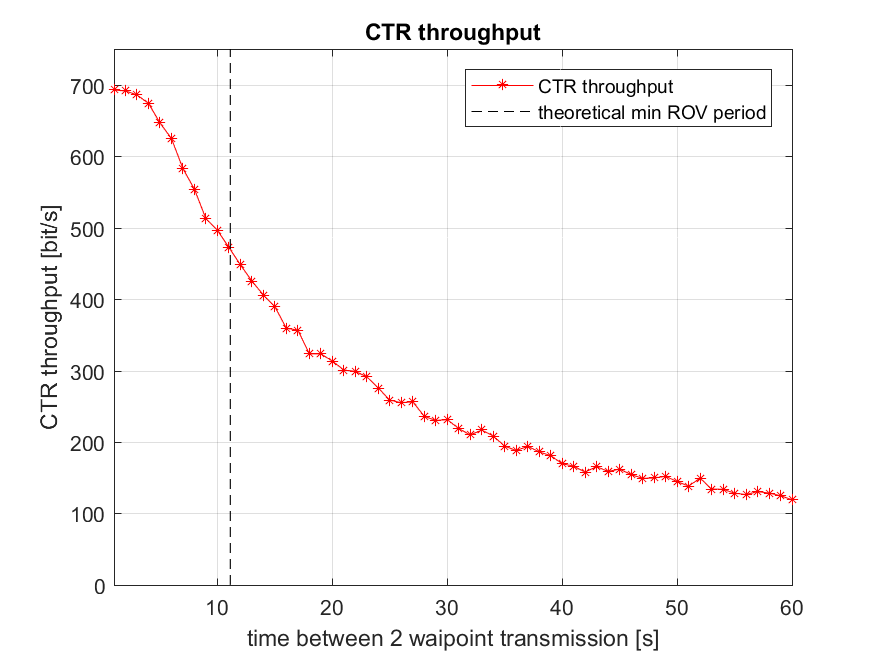 CTR throughput
CTR throughput
theoretical min ROV period
CTR throughput [bit/s]
700
600
500
400
300
200
100
0
10 20 30 40 50 60
time between 2 waipoint transmission [s]